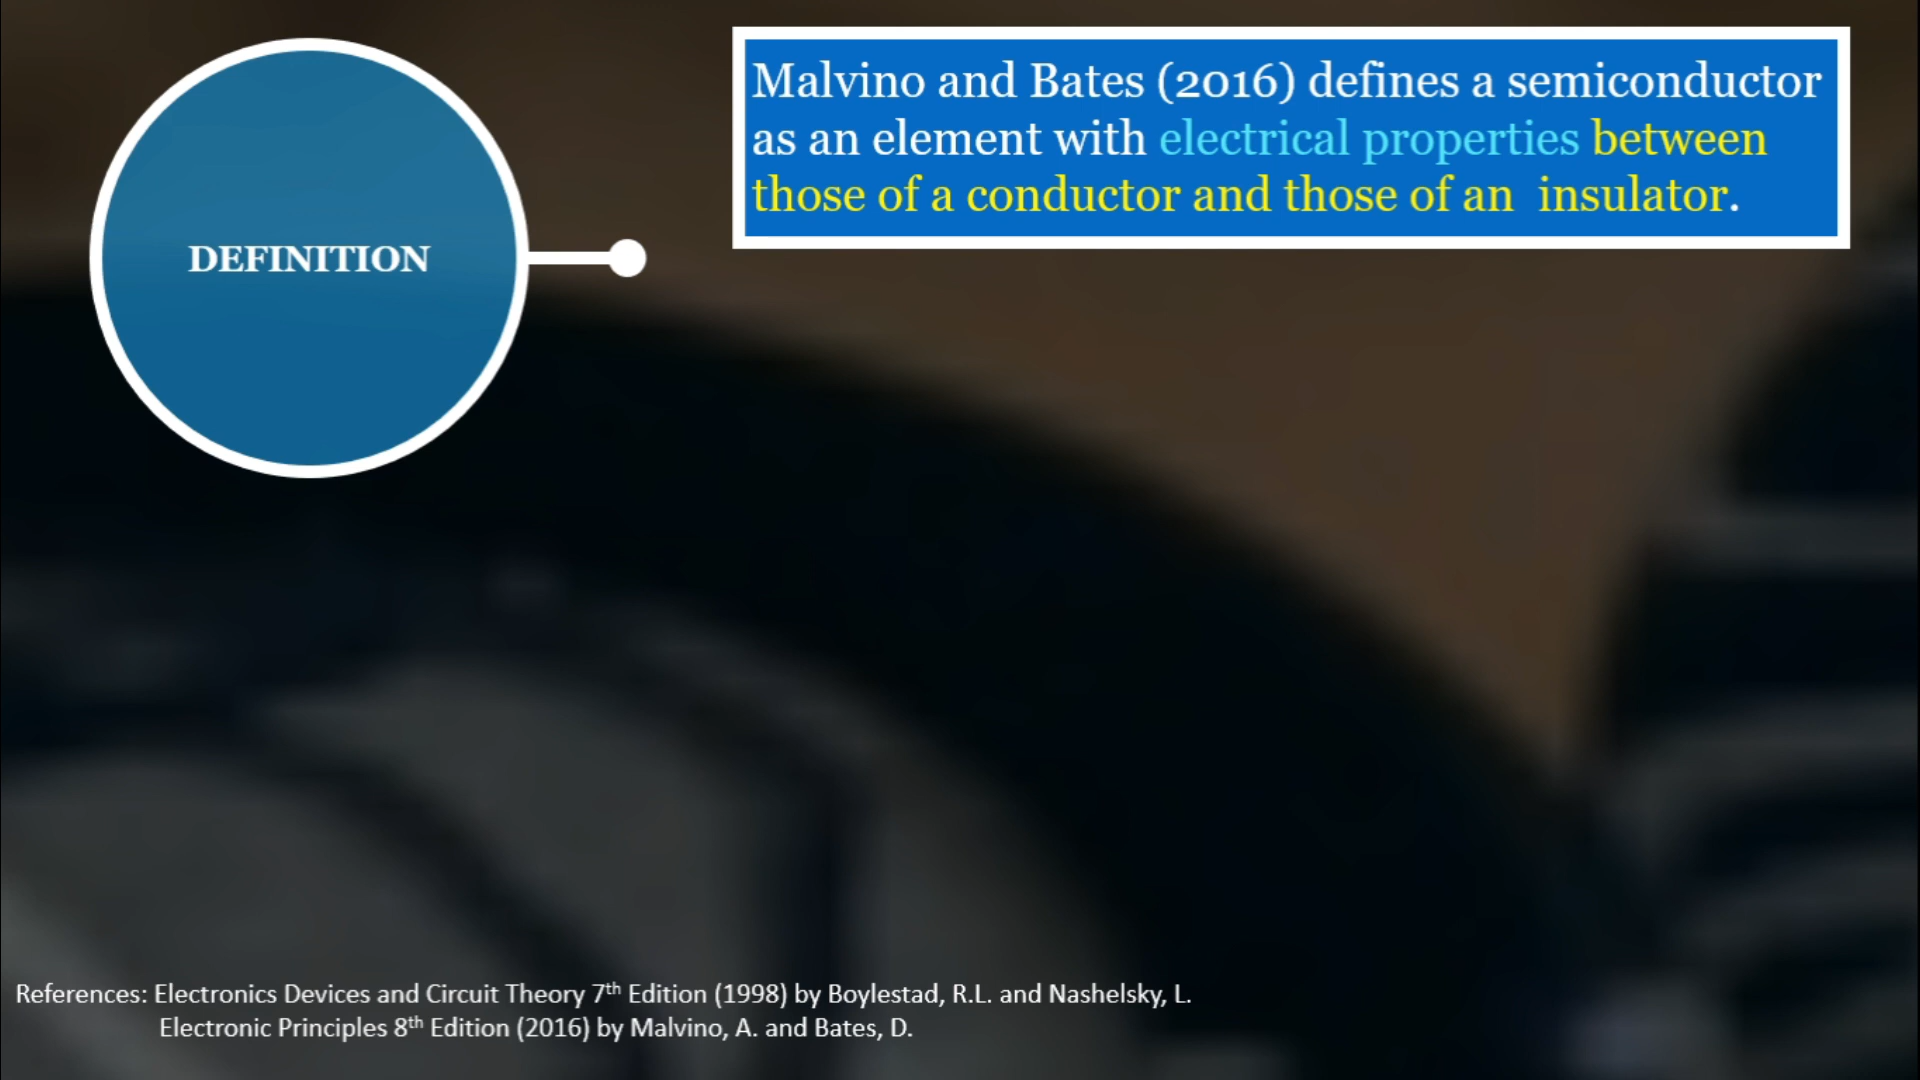 DEFINITION
Malvino and Bates (2016) defines a semiconductor
as an element with electrical properties between
those of a conductor and those of an insulator.
References: Electronics Devices and Circuit Theory 7th Edition (1998) by Boylestad, R.L. and Nashelsky, L.
Electronic Principles 8th Edition (2016) by Malvino, A. and Bates, D.